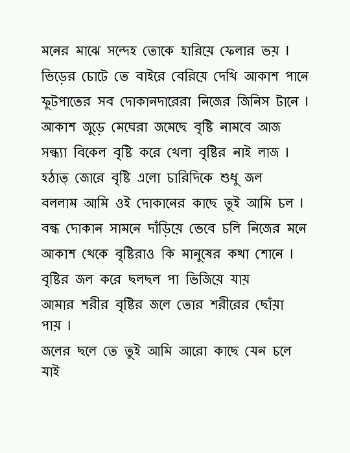 মনের মাঝে সন্দেহ তোকে হারিয়ে ফেলার ভয় ।
ভিড়ের চোটে তে বাইরে বেরিয়ে দেখি আকাশ পানে
ফুটপাতের সব দোকানদারেরা নিজের জিনিস টানে ।
আকাশ জুড়ে মেঘেরা জমেছে বৃষ্টি নামবে আজ
সন্ধ্যা বিকেল বৃষ্টি করে খেলা বৃষ্টির নাই লাজ ।
হঠাত্ জোরে বৃষ্টি এলো চারিদিকে শুধু জল
বললাম আমি ওই দোকানের কাছে তুই আমি চল ।
বন্ধ দোকান সামনে দাঁড়িয়ে ভেবে চলি নিজের মনে
আকাশ থেকে বৃষ্টিরাও কি মানুষের কথা শোনে ।
বৃষ্টির জল করে ছলছল পা ভিজিয়ে যায়
আমার শরীর বৃষ্টির জলে তোর শরীরের ছোঁয়া
পায় ।
জলের ছলে তে তুই আমি আরো কাছে যেন চলে
যাই